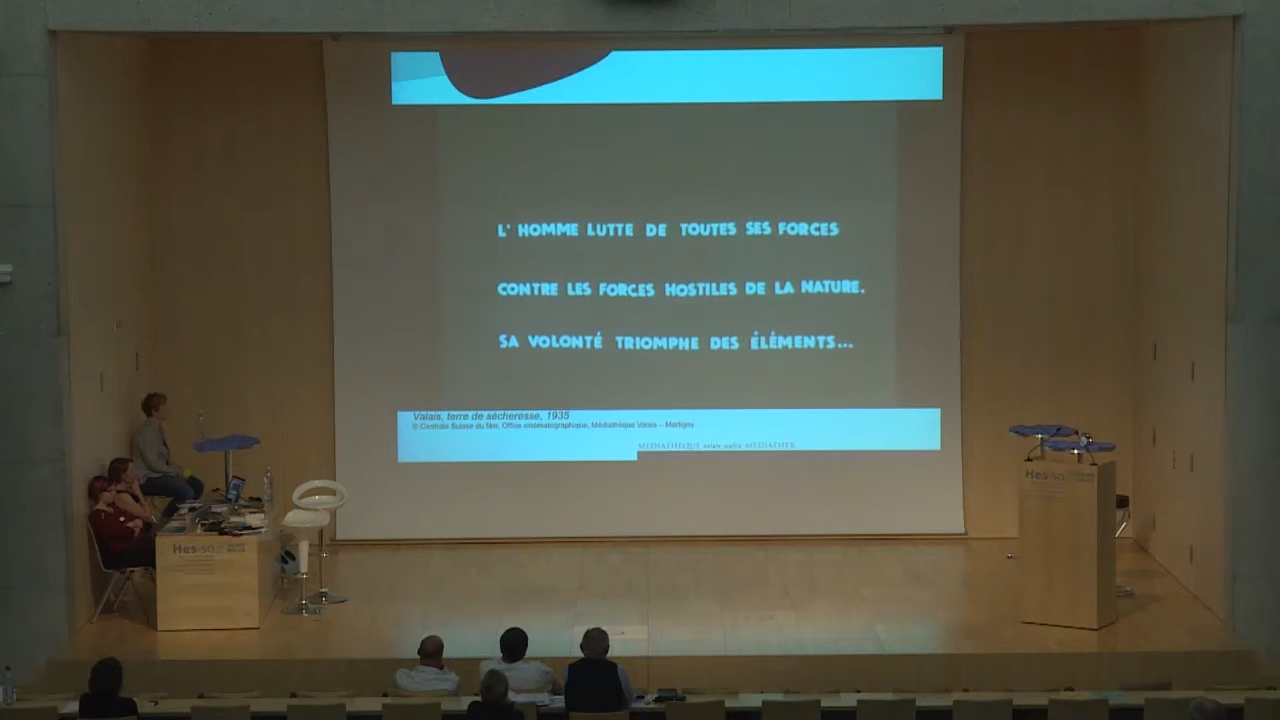 L' HOMME LUTTE DE TOUTES SES FORCES
CONTRE LES FORCES HOSTILES DE LA NATURE.
SA VOLONTÉ TRIOMPHE DES ÉLÉMENTS...
Valais, terre de sécheresse, 1935
© Centrale Suisse du film, Office cinématographique, Médiathèque Valais – Martigny
MEDIATHEQUE valais wallis MEDIATHEK
Hes·so
Hes·so